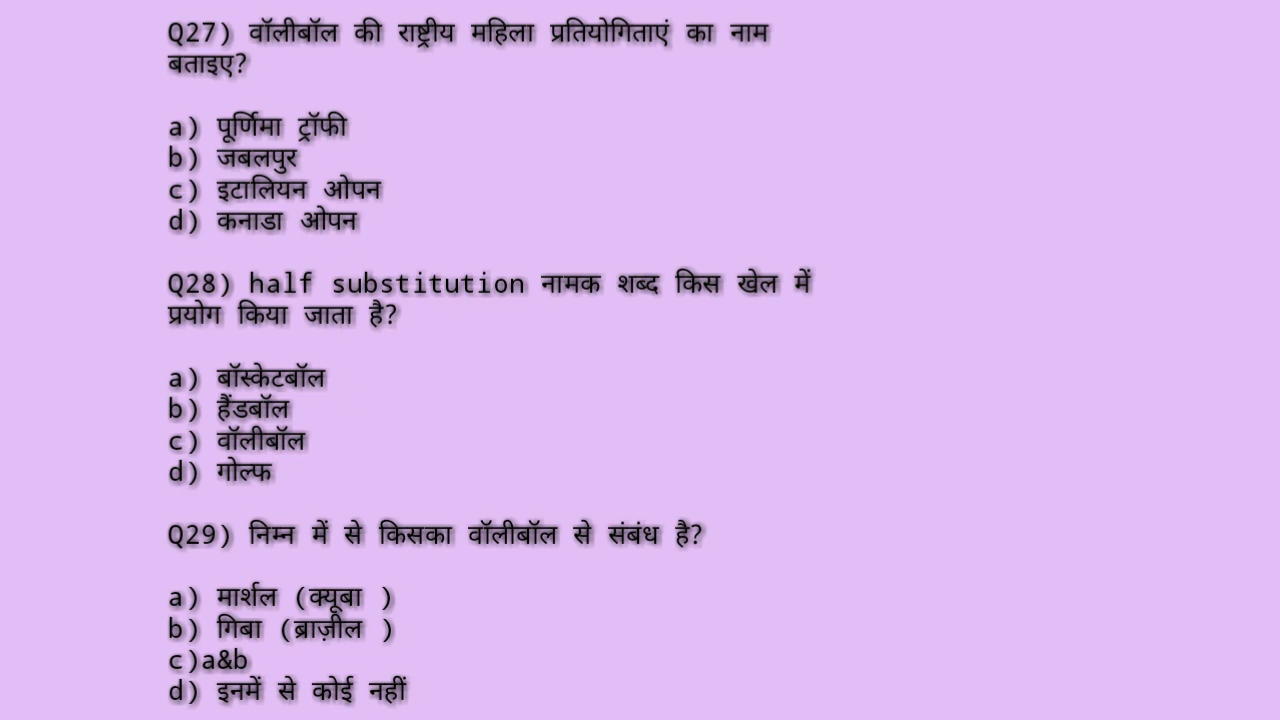 Q27) वॉलीबॉल की राष्ट्रीय महिला प्रतियोगिताएं का नाम
बताइए?
a) पूर्णिमा ट्रॉफी
b) जबलपुर
c) इटालियन ओपन
d) कनाडा ओपन
Q28) half substitution नामक शब्द किस खेल में
प्रयोग किया जाता है?
a) बॉस्केटबॉल
b) हैंडबॉल
c) वॉलीबॉल
d) गोल्फ
Q29) निम्न में से किसका वॉलीबॉल से संबंध है?
a) मार्शल (क्यूबा )
b) गिबा (ब्राज़ील )
c)a&b
d) इनमें से कोई नहीं